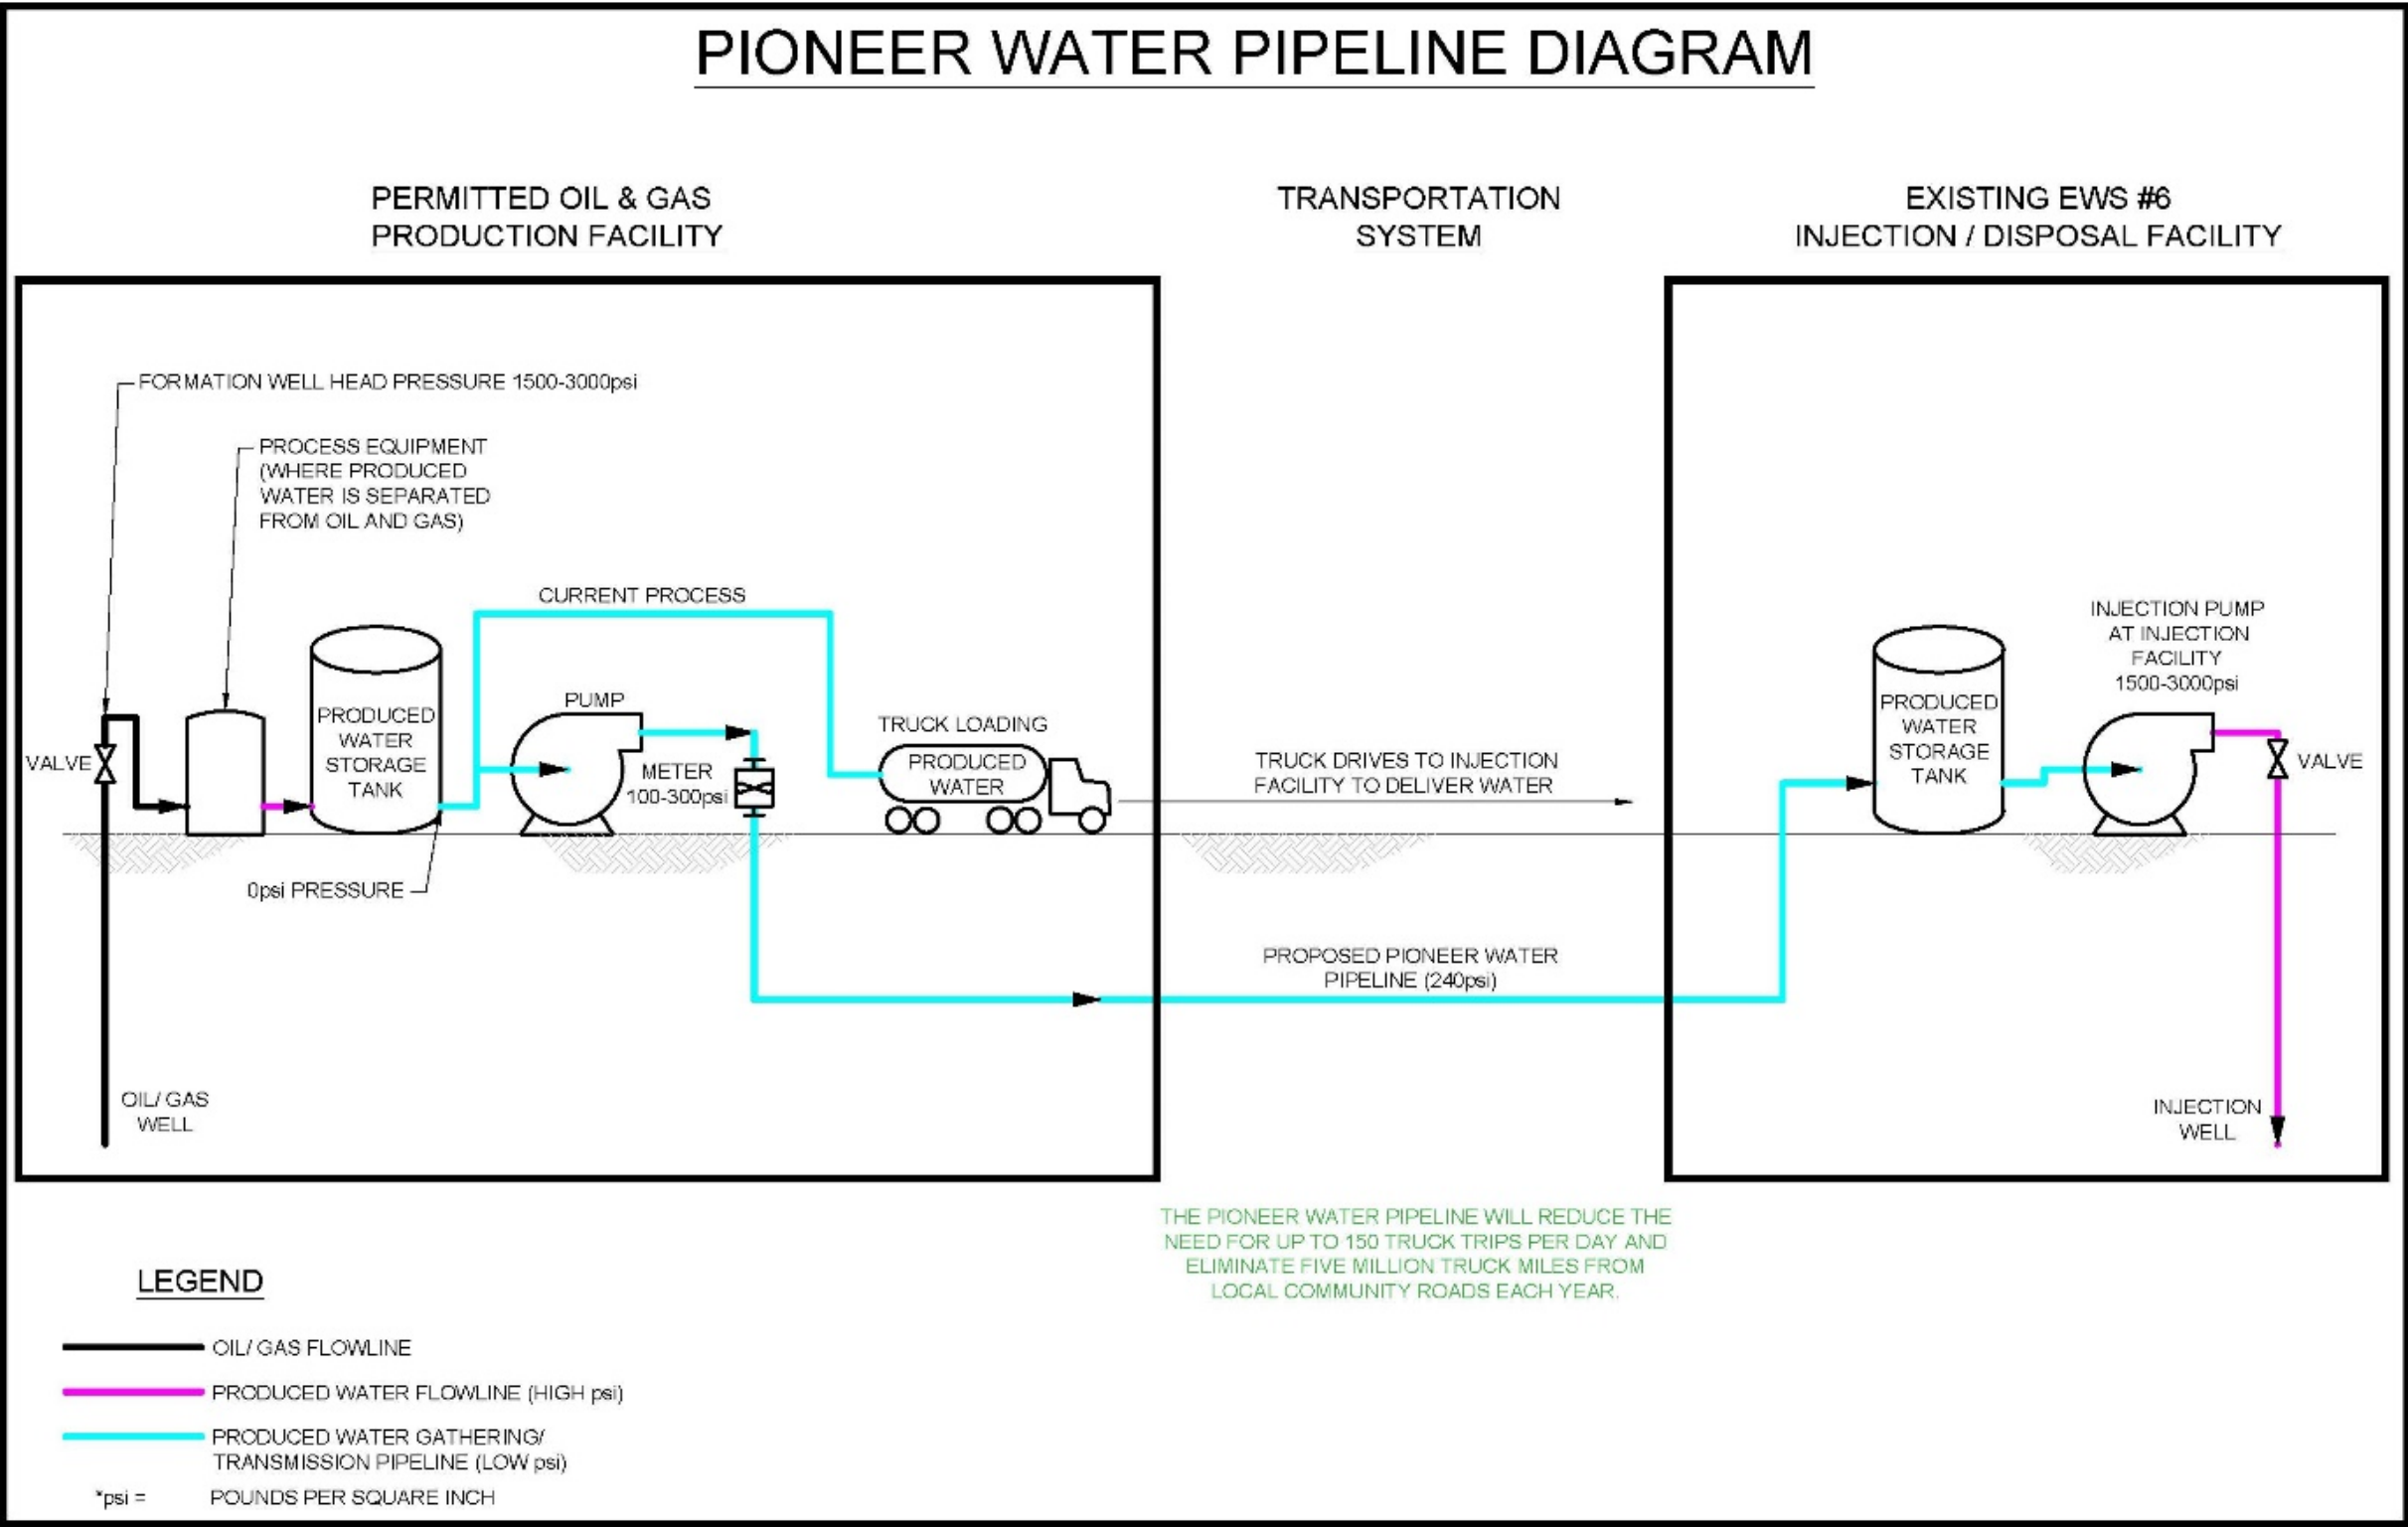 PIONEER WATER PIPELINE DIAGRAM
PERMITTED OIL & GAS
PRODUCTION FACILITY
TRANSPORTATION
SYSTEM
EXISTING EWS #6
INJECTION / DISPOSAL FACILITY
FORMATION WELL HEAD PRESSURE 1500-3000psi
PROCESS EQUIPMENT
(WHERE PRODUCED
WATER IS SEPARATED
FROM OIL AND GAS)
CURRENT PROCESS
VALVE
PRODUCED
WATER
STORAGE
TANK
0psi PRESSURE
PUMP
METER
100-300psi
TRUCK LOADING
PRODUCED
WATER
TRUCK DRIVES TO INJECTION
FACILITY TO DELIVER WATER
PROPOSED PIONEER WATER
PIPELINE (240psi)
PRODUCED
WATER
STORAGE
TANK
INJECTION PUMP
AT INJECTION
FACILITY
1500-3000psi
VALVE
OIL/ GAS
WELL
INJECTION
WELL
THE PIONEER WATER PIPELINE WILL REDUCE THE
NEED FOR UP TO 150 TRUCK TRIPS PER DAY AND
ELIMINATE FIVE MILLION TRUCK MILES FROM
LOCAL COMMUNITY ROADS EACH YEAR.
LEGEND
OIL/ GAS FLOWLINE
PRODUCED WATER FLOWLINE (HIGH psi)
PRODUCED WATER GATHERING/
TRANSMISSION PIPELINE (LOW psi)
*psi = POUNDS PER SQUARE INCH